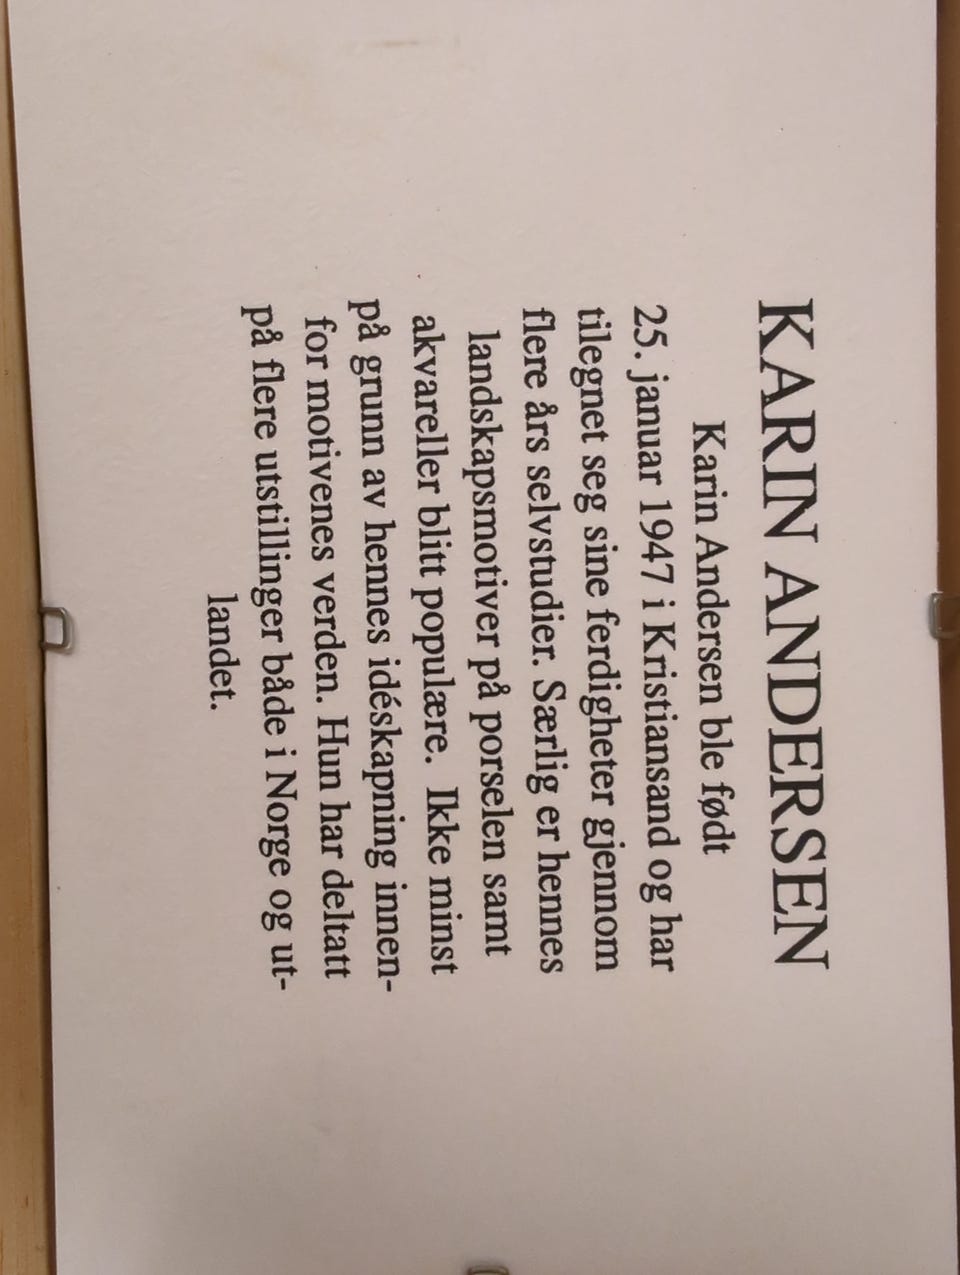 KARIN ANDERSEN
Karin Andersen ble født
25. januar 1947 i Kristiansand og har
tilegnet seg sine ferdigheter gjennom
flere års selvstudier. Særlig er hennes
landskapsmotiver på porselen samt
akvareller blitt populære. Ikke minst
på grunn av hennes idéskapning innen-
for motivenes verden. Hun har deltatt
på flere utstillinger både i Norge og ut-
landet.